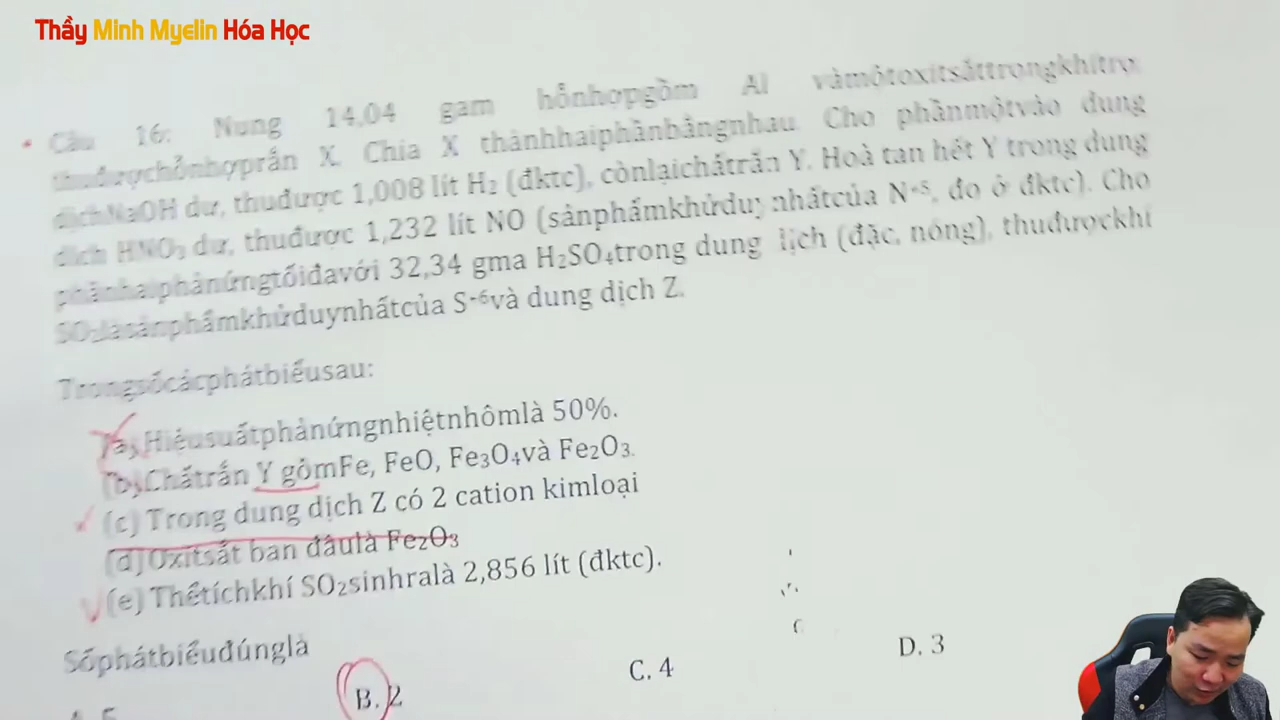 Thầy Minh Myelin Hóa Học
Câu 16: Nung 14,04 gam hỗnhợpgồm Al vàmộtoxitsắttrongkhítrơ
thuđượchỗnhợprắn X. Chia X thànhhaiphầnbằngnhau. Cho phầnmộtvào dung
dịchNaOH dư, thuđược 1,008 lít H₂ (đktc), cònlạichấtrắn Y. Hoà tan hết Y trong dung
dịch HNO₃ dư, thuđược 1,232 lít NO (sảnphẩmkhửduy nhấtcủa N⁺⁵, đo ở đktc). Cho
phầnhaiphảnứngtốiđavới 32,34 gma H₂SO₄trong dung dịch (đặc, nóng), thuđượckhí
SO₂làsảnphẩmkhửduynhấtcủa S⁺⁶và dung dịch Z.
Trongsốcácphátbiểusau:
(a) Hiệusuấtphảnứngnhiệtnhômlà 50%.
(b) Chấtrắn Y gồmFe, FeO, Fe₃O₄và Fe₂O₃.
(c) Trong dung dịch Z có 2 cation kimloại
(d) Oxitsắt ban đầulà Fe₂O₃
(e) Thểtíchkhí SO₂sinhralà 2,856 lít (đktc).
Sốphátbiểuđúnglà
B. 2 C. 4 D. 3